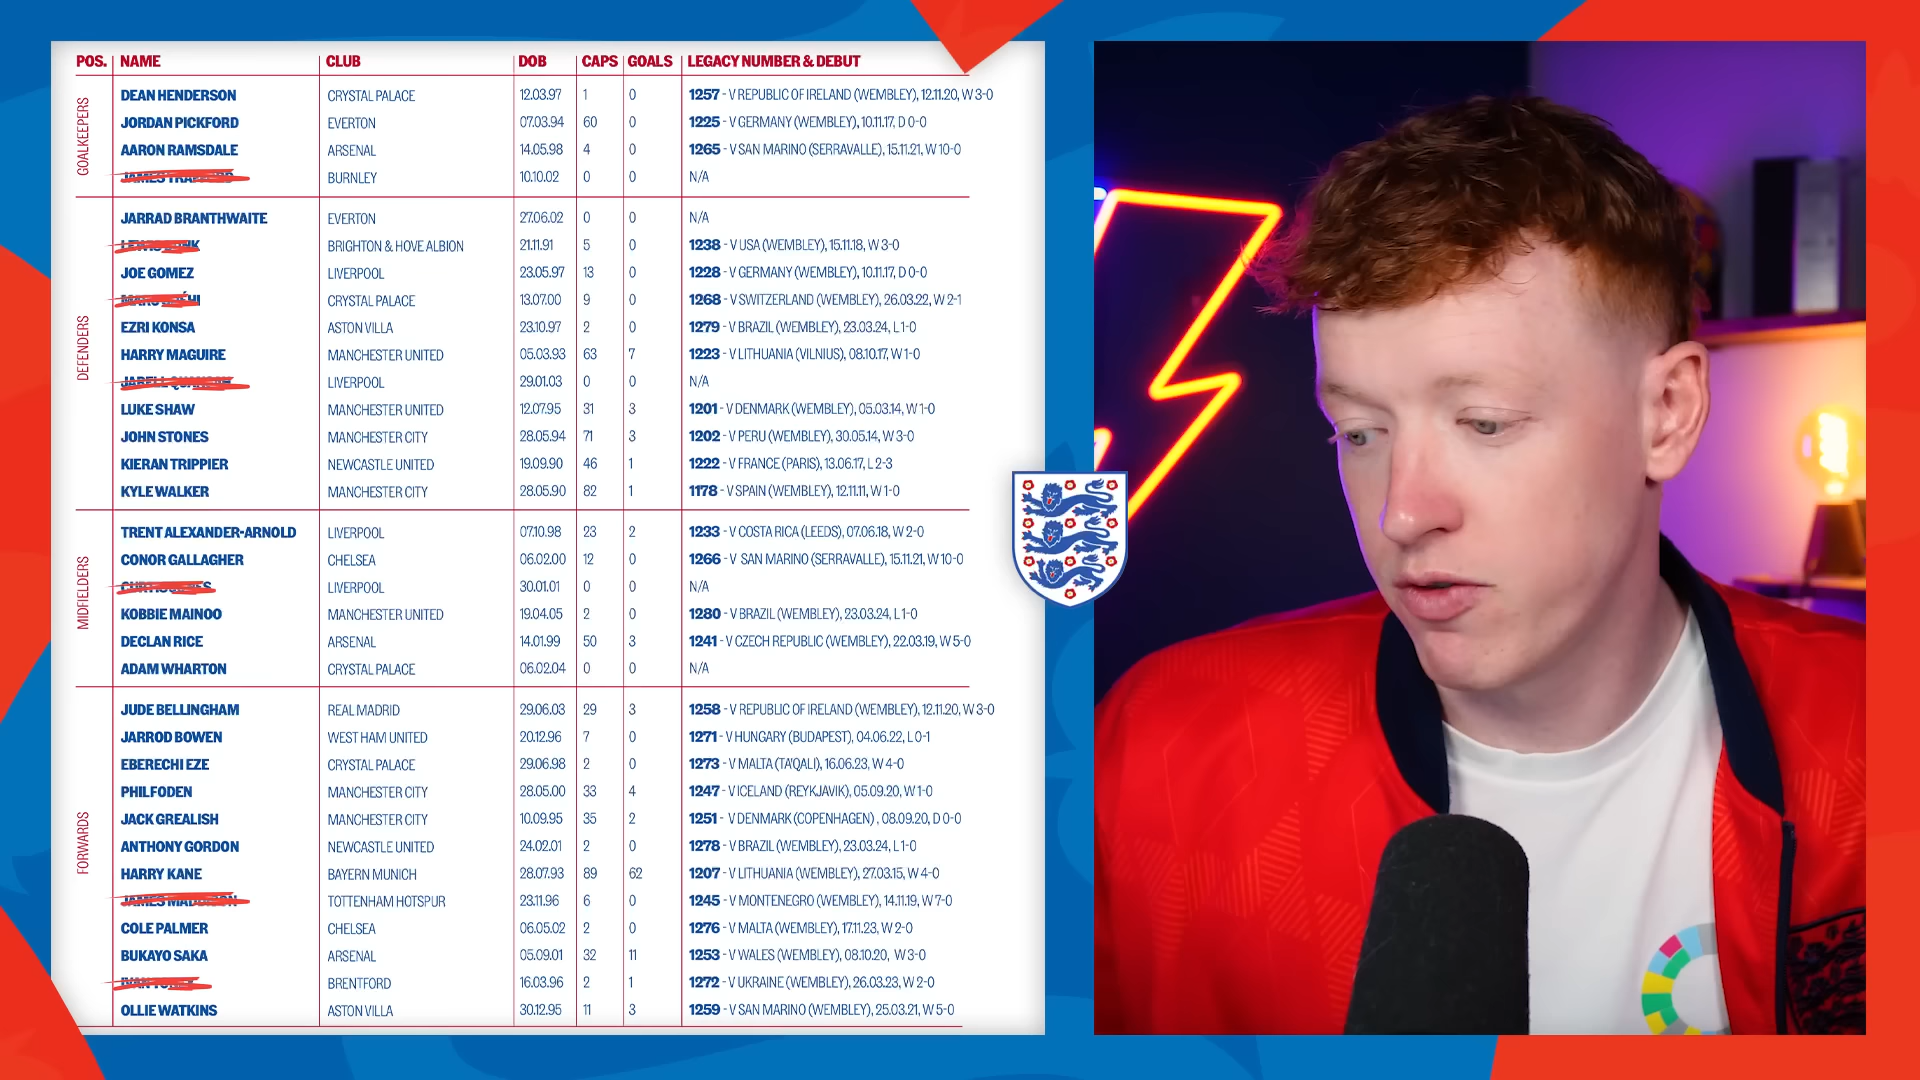 POS. NAME CLUB DOB CAPS GOALS LEGACY NUMBER & DEBUT
GOALKEEPERS
DEAN HENDERSON CRYSTAL PALACE 12.03.97 1 0 1257 - V REPUBLIC OF IRELAND (WEMBLEY), 12.11.20, W 3-0
JORDAN PICKFORD EVERTON 07.03.94 60 0 1225 - V GERMANY (WEMBLEY), 10.11.17, D 0-0
AARON RAMSDALE ARSENAL 14.05.98 4 0 1265 - V SAN MARINO (SERRAVALLE), 15.11.21, W 10-0
BURNLEY 10.10.02 0 0 N/A
DEFENDERS
JARRAD BRANTHWAITE EVERTON 27.06.02 0 0 N/A
BRIGHTON & HOVE ALBION 21.11.91 5 0 1238 - V USA (WEMBLEY), 15.11.18, W 3-0
JOE GOMEZ LIVERPOOL 23.05.97 13 0 1228 - V GERMANY (WEMBLEY), 10.11.17, D 0-0
CRYSTAL PALACE 13.07.00 9 0 1268 - V SWITZERLAND (WEMBLEY), 26.03.22, W 2-1
EZRI KONSA ASTON VILLA 23.10.97 2 0 1279 - V BRAZIL (WEMBLEY), 23.03.24, L 1-0
HARRY MAGUIRE MANCHESTER UNITED 05.03.93 63 7 1223 - V LITHUANIA (VILNIUS), 08.10.17, W 1-0
LIVERPOOL 29.01.03 0 0 N/A
LUKE SHAW MANCHESTER UNITED 12.07.95 31 3 1201 - V DENMARK (WEMBLEY), 05.03.14, W 1-0
JOHN STONES MANCHESTER CITY 28.05.94 71 3 1202 - V PERU (WEMBLEY), 30.05.14, W 3-0
KIERAN TRIPPIER NEWCASTLE UNITED 19.09.90 46 1 1222 - V FRANCE (PARIS), 13.06.17, L 2-3
KYLE WALKER MANCHESTER CITY 28.05.90 82 1 1178 - V SPAIN (WEMBLEY), 12.11.11, W 1-0
MIDFIELDERS
TRENT ALEXANDER-ARNOLD LIVERPOOL 07.10.98 23 2 1233 - V COSTA RICA (LEEDS), 07.06.18, W 2-0
CONOR GALLAGHER CHELSEA 06.02.00 12 0 1266 - V SAN MARINO (SERRAVALLE), 15.11.21, W 10-0
LIVERPOOL 30.01.01 0 0 N/A
KOBBIE MAINOO MANCHESTER UNITED 19.04.05 2 0 1280 - V BRAZIL (WEMBLEY), 23.03.24, L 1-0
DECLAN RICE ARSENAL 14.01.99 50 3 1241 - V CZECH REPUBLIC (WEMBLEY), 22.03.19, W 5-0
ADAM WHARTON CRYSTAL PALACE 06.02.04 0 0 N/A
FORWARDS
JUDE BELLINGHAM REAL MADRID 29.06.03 29 3 1258 - V REPUBLIC OF IRELAND (WEMBLEY), 12.11.20, W 3-0
JARROD BOWEN WEST HAM UNITED 20.12.96 7 0 1271 - V HUNGARY (BUDAPEST), 04.06.22, L 0-1
EBERECHI EZE CRYSTAL PALACE 29.06.98 2 0 1273 - V MALTA (TA'QALI), 16.06.23, W 4-0
PHIL FODEN MANCHESTER CITY 28.05.00 33 4 1247 - V ICELAND (REYKJAVIK), 05.09.20, W 1-0
JACK GREALISH MANCHESTER CITY 10.09.95 35 2 1251 - V DENMARK (COPENHAGEN) , 08.09.20, D 0-0
ANTHONY GORDON NEWCASTLE UNITED 24.02.01 2 0 1278 - V BRAZIL (WEMBLEY), 23.03.24, L 1-0
HARRY KANE BAYERN MUNICH 28.07.93 89 62 1207 - V LITHUANIA (WEMBLEY), 27.03.15, W 4-0
JAMES MADDISON TOTTENHAM HOTSPUR 23.11.96 6 0 1245 - V MONTENEGRO (WEMBLEY), 14.11.19, W 7-0
COLE PALMER CHELSEA 06.05.02 2 0 1276 - V MALTA (WEMBLEY), 17.11.23, W 2-0
BUKAYO SAKA ARSENAL 05.09.01 32 11 1253 - V WALES (WEMBLEY), 08.10.20, W 3-0
BRENTFORD 16.03.96 2 1 1272 - V UKRAINE (WEMBLEY), 26.03.23, W 2-0
OLLIE WATKINS ASTON VILLA 30.12.95 11 3 1259 - V SAN MARINO (WEMBLEY), 25.03.21, W 5-0